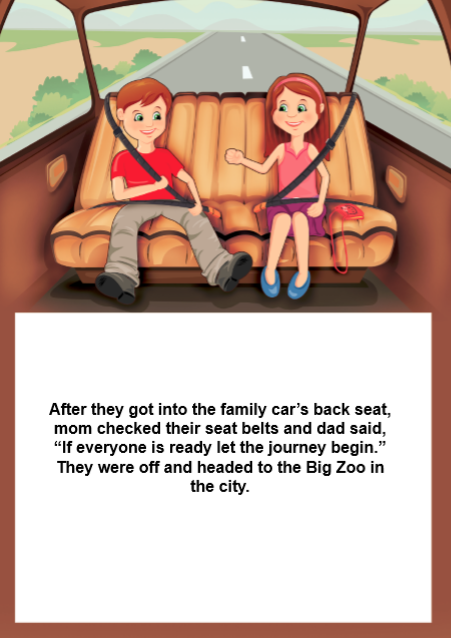 After they got into the family car’s back seat,
mom checked their seat belts and dad said,
“If everyone is ready let the journey begin.”
They were off and headed to the Big Zoo in
the city.